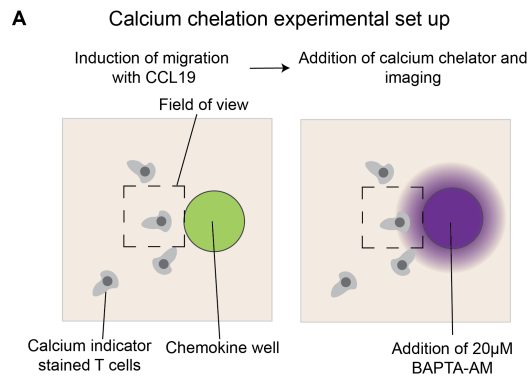 A
Calcium chelation experimental set up
Induction of migration
with CCL19
Addition of calcium chelator and
imaging
Field of view
Calcium indicator
stained T cells
Chemokine well
Addition of 20µM
BAPTA-AM